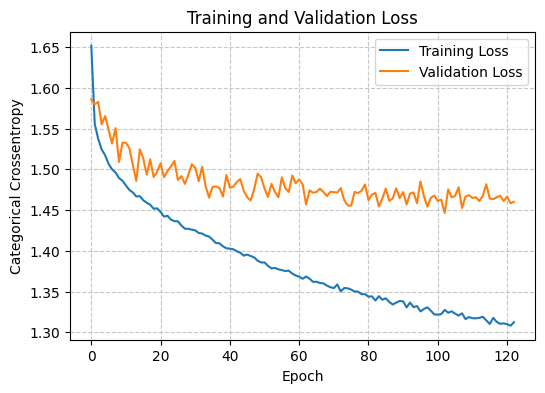 Training and Validation Loss
Training Loss
Validation Loss
Categorical Crossentropy
1.65
1.60
1.55
1.50
1.45
1.40
1.35
1.30
0 20 40 60 80 100 120
Epoch